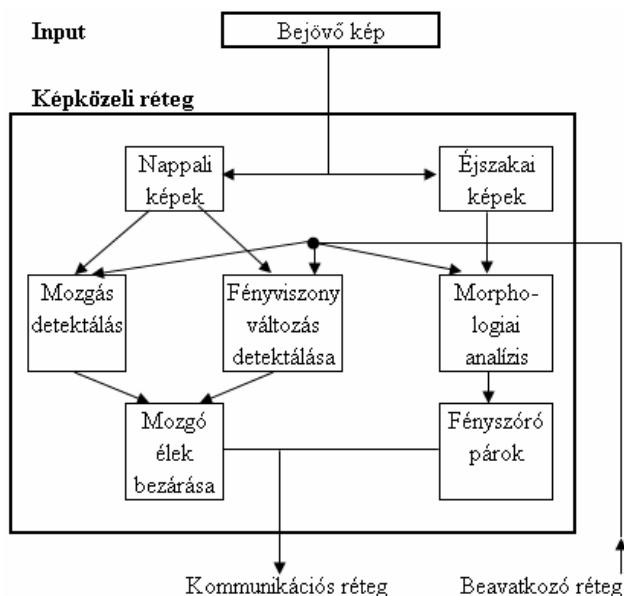 Input
Bejövő kép
Képközeli réteg
Nappali
képek
Éjszakai
képek
Mozgás
detektálás
Fényviszony
változás
detektálása
Morpho-
logiai
analízis
Mozgó
élek
bezárása
Fényszóró
párok
Kommunikációs réteg
Beavatkozó réteg